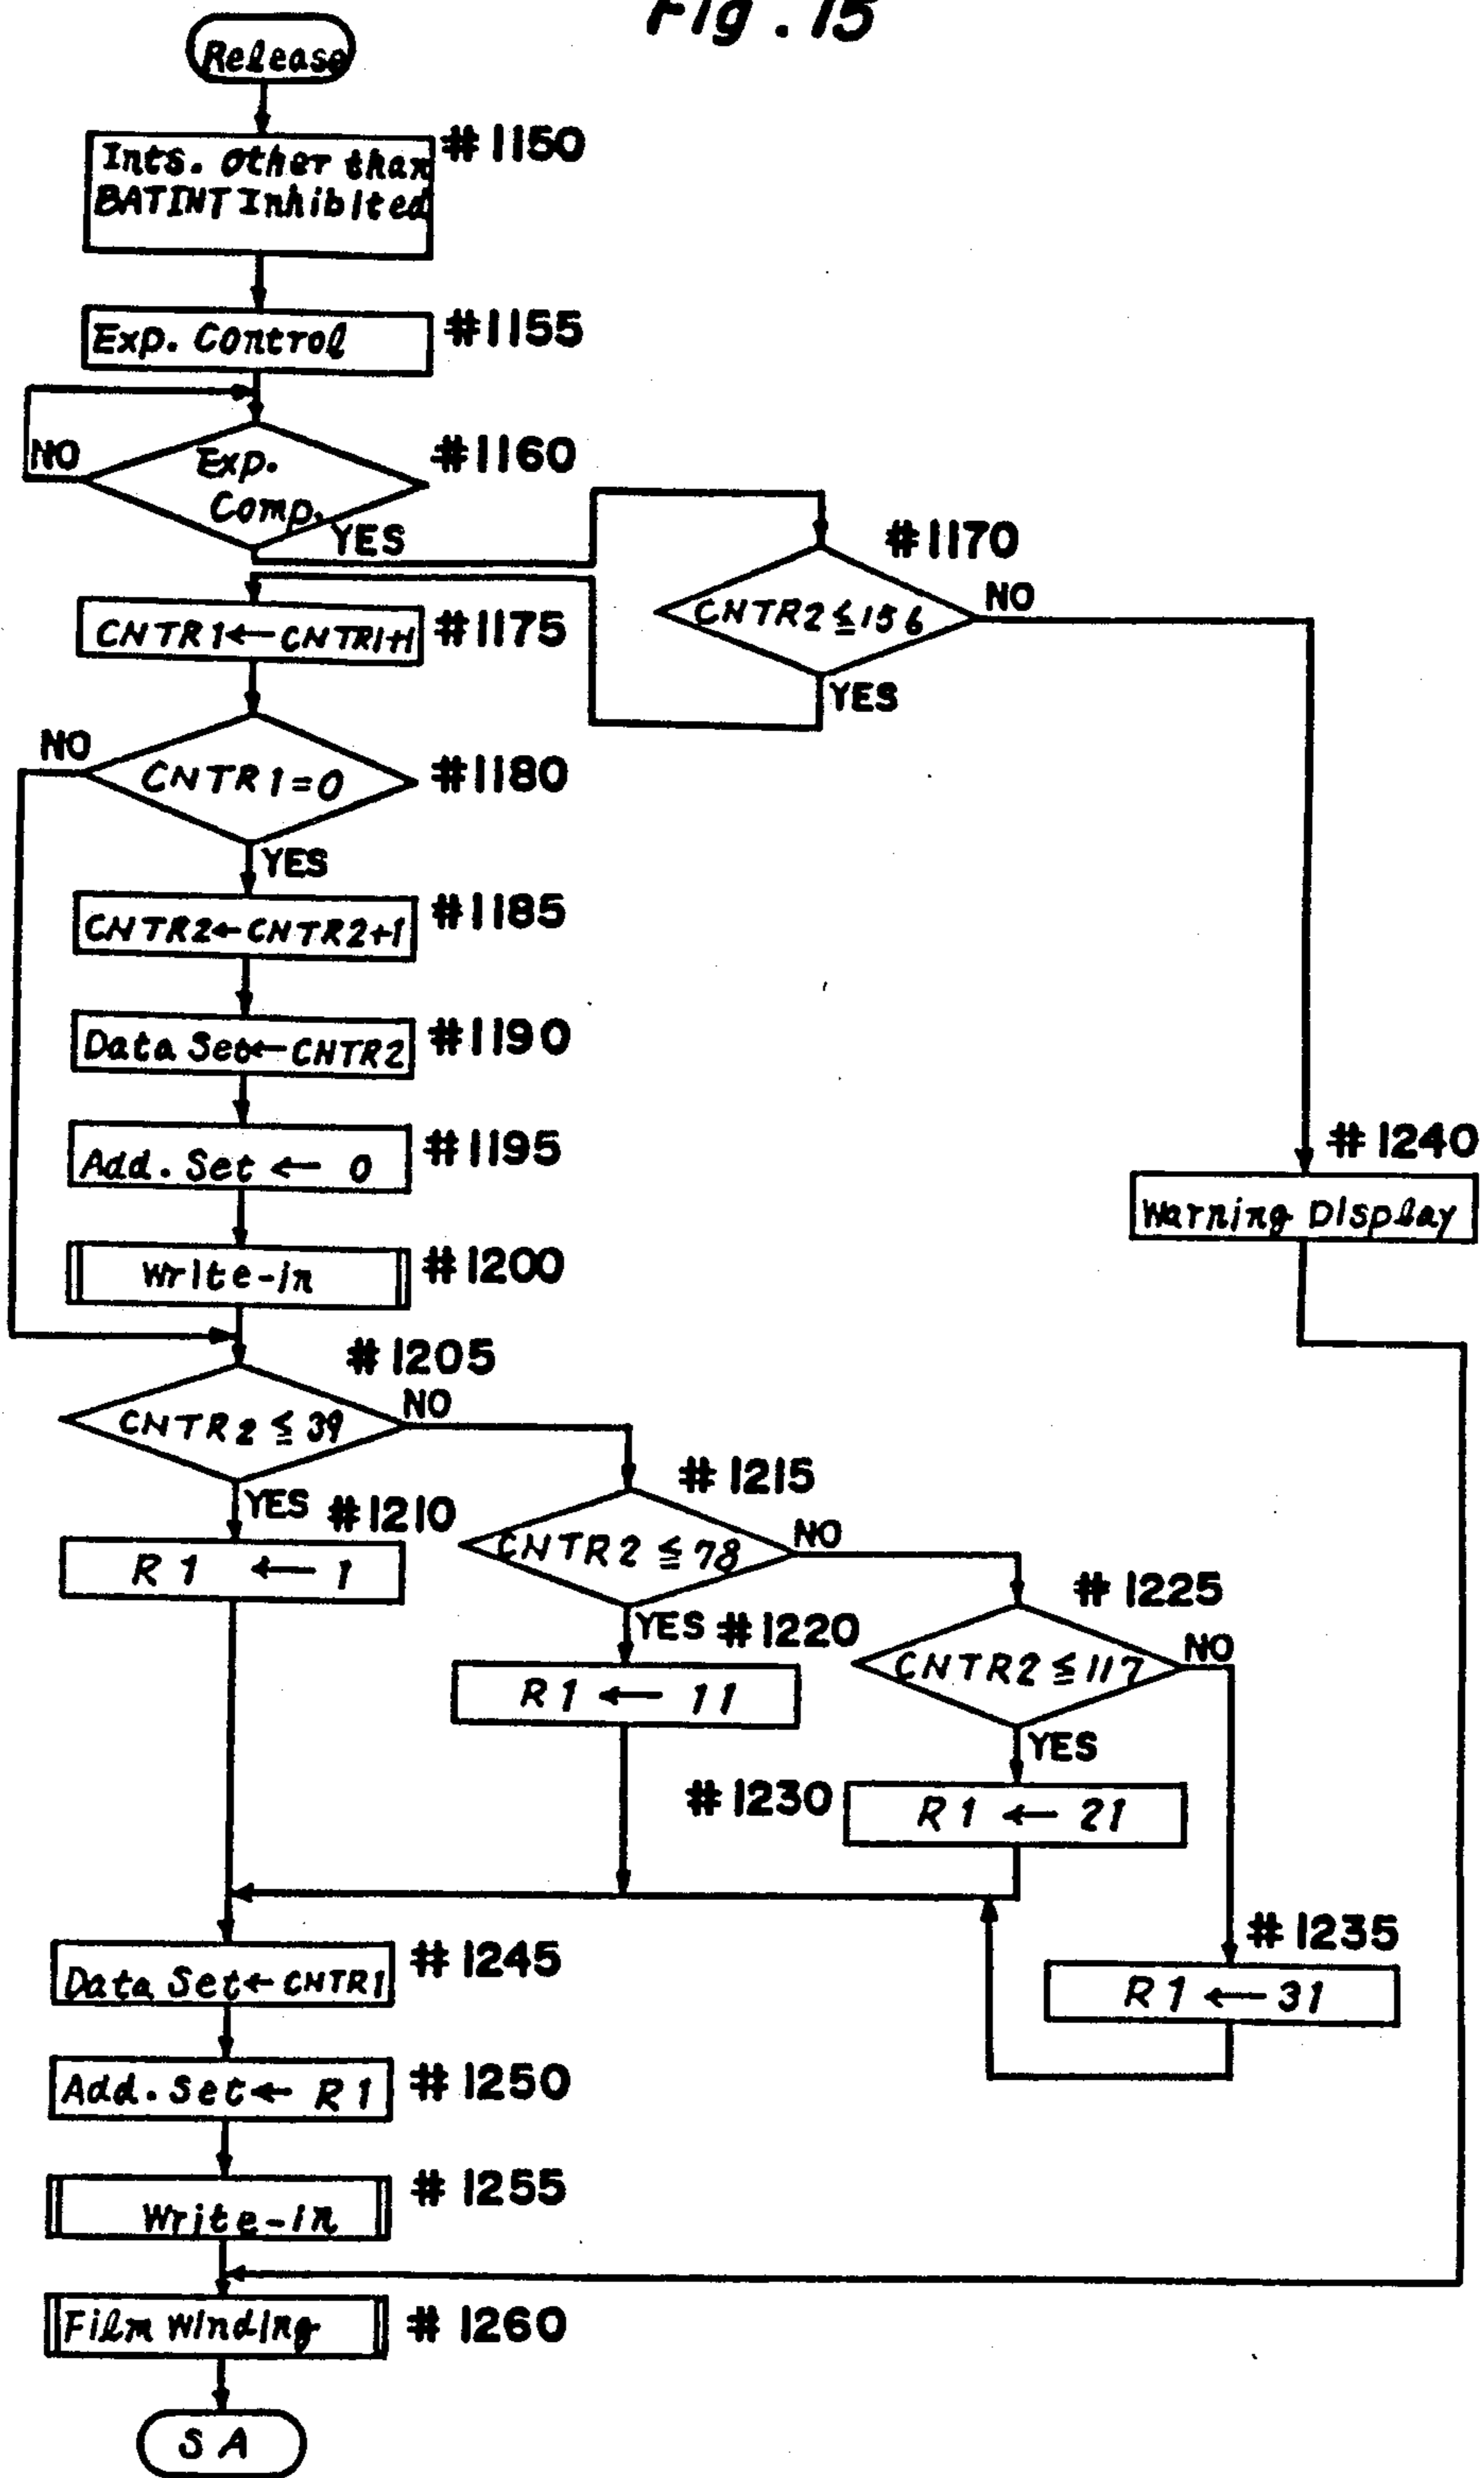 Fig. 15
Release
Ints. Other than
BATINT Inhibited
#1150
Exp. Control
#1155
NO
Exp.
Comp.
#1160
YES
#1170
CNTR2≦156
NO
YES
CNTR1←CNTR1+1
#1175
NO
CNTR1=0
#1180
YES
CNTR2←CNTR2+1
#1185
Data Set←CNTR2
#1190
Add. Set ← 0
#1195
#1240
Warning Display
Write-in
#1200
#1205
CNTR2 ≦ 39
NO
YES
#1210
R1 ← 1
#1215
CNTR2 ≦ 78
NO
YES
#1220
R1 ← 11
#1225
CNTR2 ≦ 117
NO
YES
#1230
R1 ← 21
#1235
R1 ← 31
Data Set← CNTR1
#1245
Add. Set← R1
#1250
Write-in
#1255
Film Winding
#1260
SA